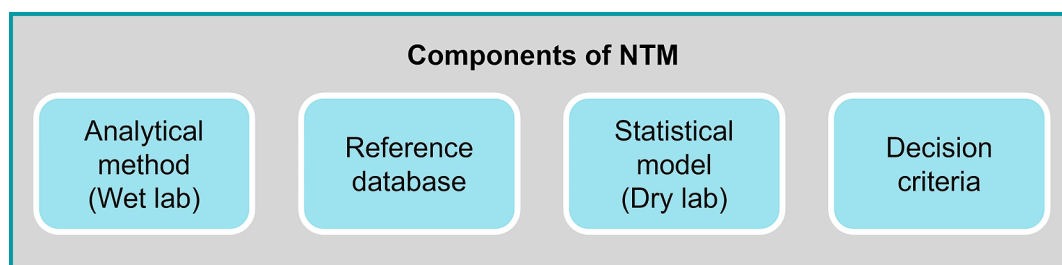 Components of NTM
Analytical
method
(Wet lab)
Reference
database
Statistical
model
(Dry lab)
Decision
criteria